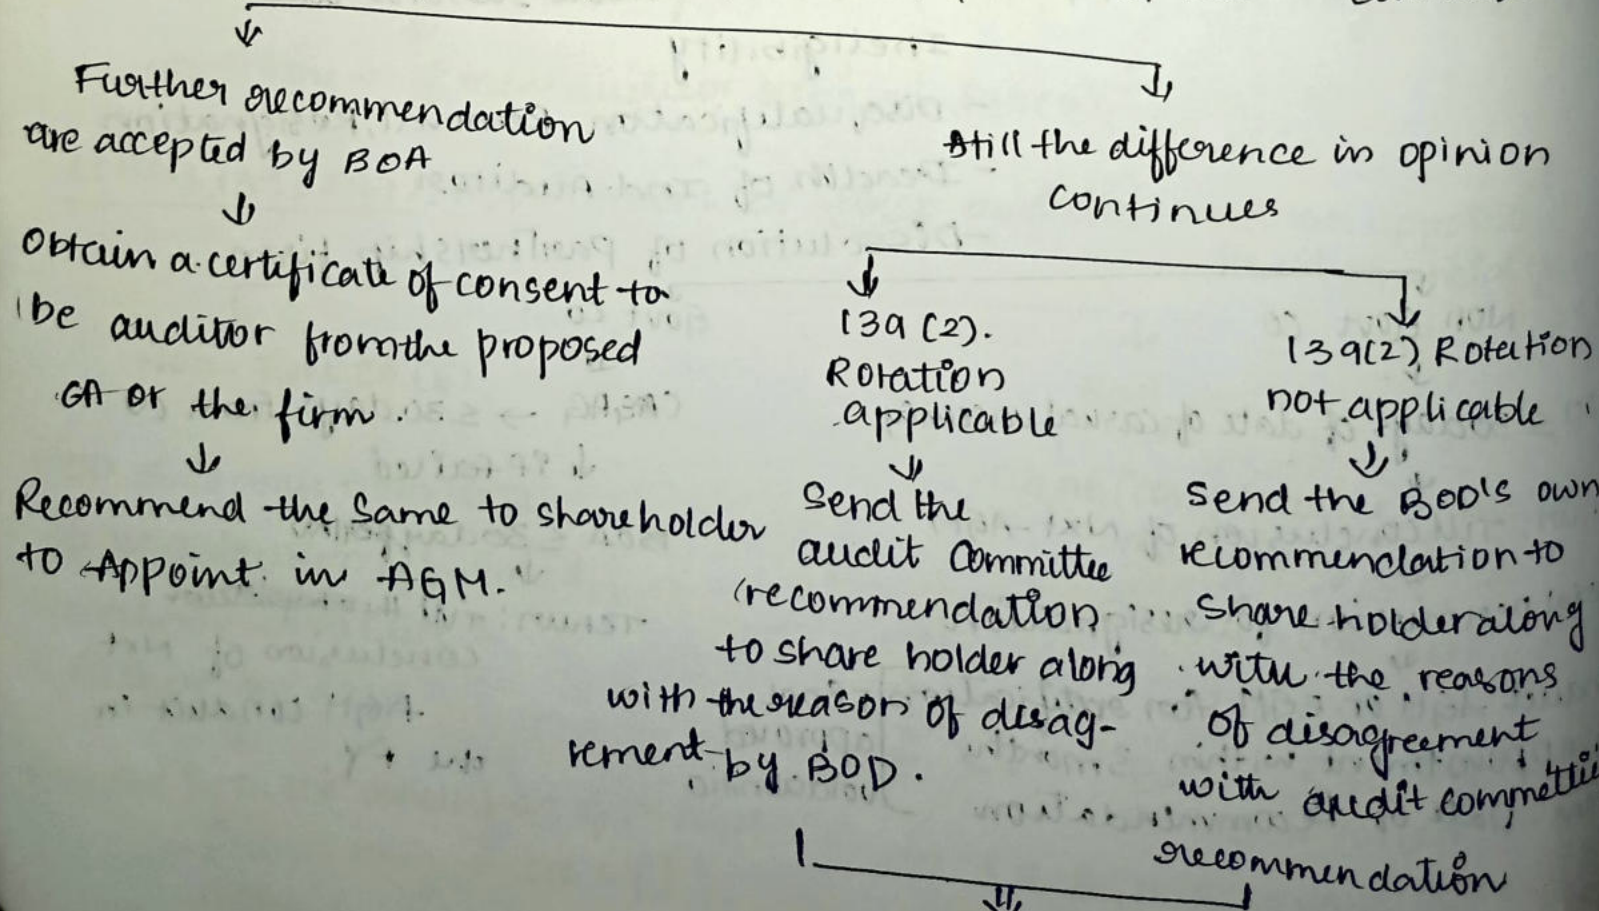 Further recommendation
are accepted by BOA
Obtain a certificate of consent to
be auditor from the proposed
CA or the firm.
Recommend the same to shareholder
to Appoint in AGM.
still the difference in opinion
continues
139(2).
Rotation
applicable
Send the
audit Committee
recommendation
to share holder along
with the reason of disag-
rement by BOD.
139(2) Rotation
not applicable
Send the BOD's own
recommendation to
share holder along
with the reasons
of disagreement
with audit committie
recommendation